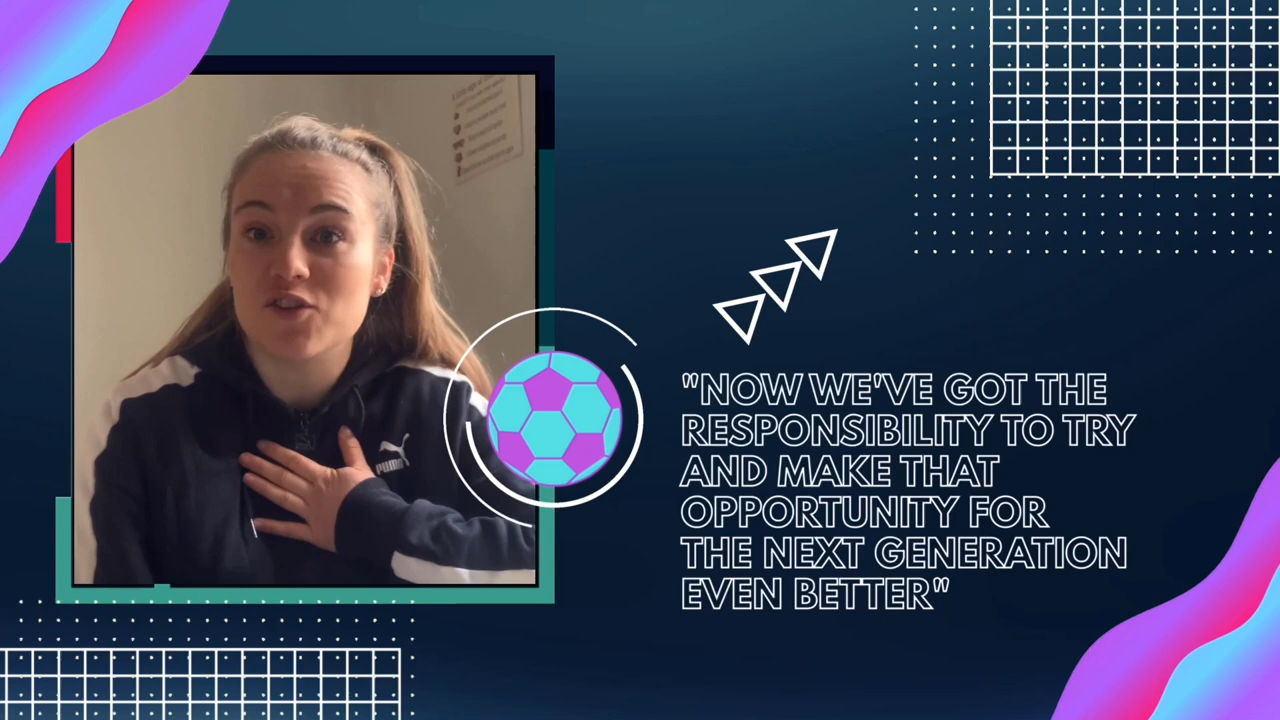 PUMA
"NOW WE'VE GOT THE
RESPONSIBILITY TO TRY
AND MAKE THAT
OPPORTUNITY FOR
THE NEXT GENERATION
EVEN BETTER"